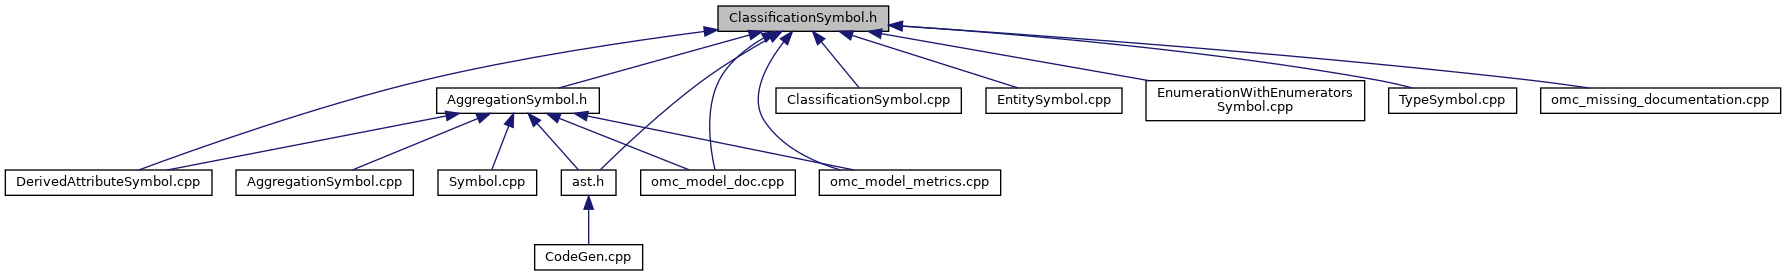 ClassificationSymbol.h
AggregationSymbol.h
ClassificationSymbol.cpp
EntitySymbol.cpp
EnumerationWithEnumerators
Symbol.cpp
TypeSymbol.cpp
omc_missing_documentation.cpp
DerivedAttributeSymbol.cpp
AggregationSymbol.cpp
Symbol.cpp
ast.h
omc_model_doc.cpp
omc_model_metrics.cpp
CodeGen.cpp